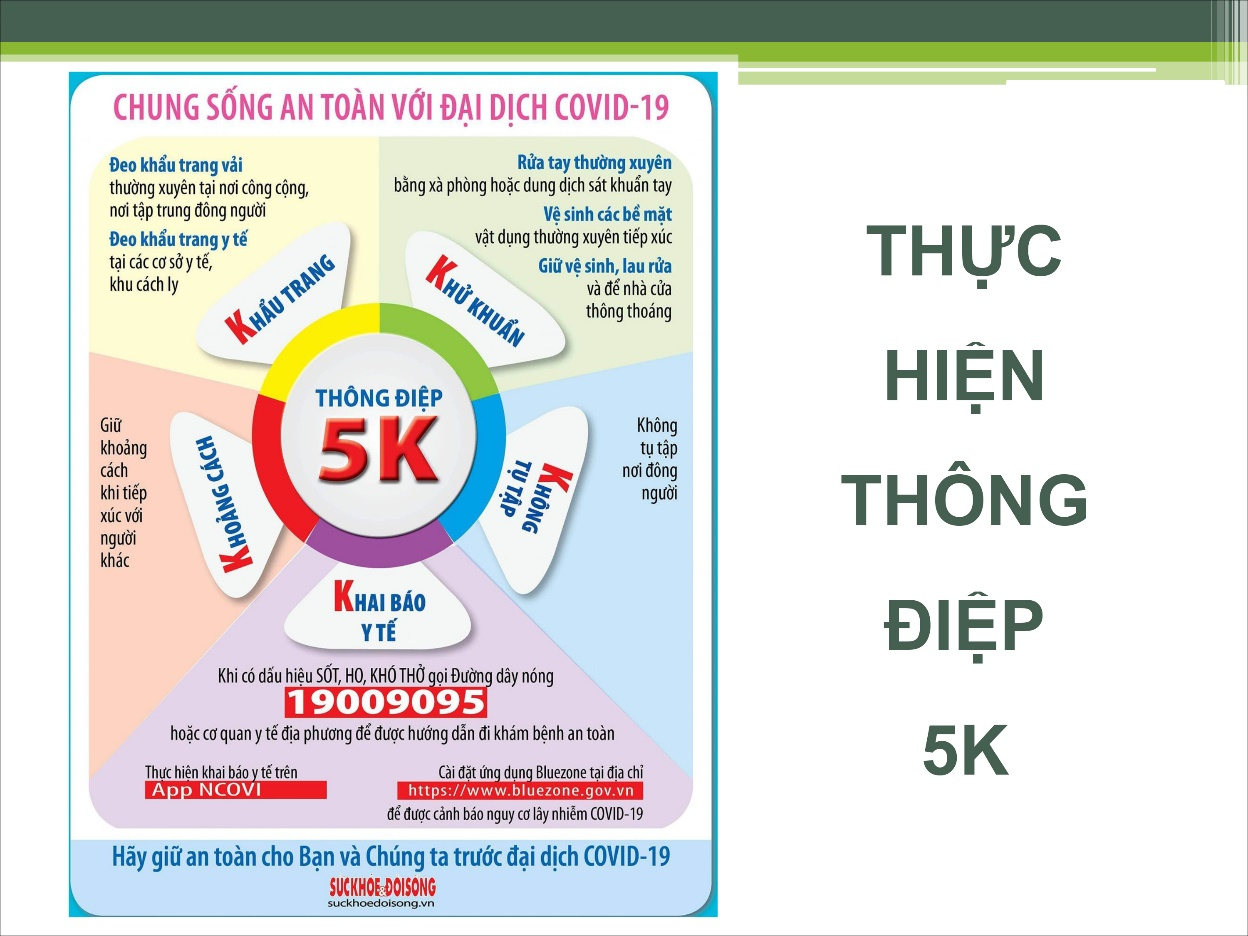 CHUNG SỐNG AN TOÀN VỚI ĐẠI DỊCH COVID-19
Đeo khẩu trang vải
thường xuyên tại nơi công cộng,
nơi tập trung đông người
Đeo khẩu trang y tế
tại các cơ sở y tế,
khu cách ly
Rửa tay thường xuyên
bằng xà phòng hoặc dung dịch sát khuẩn tay
Vệ sinh các bề mặt
vật dụng thường xuyên tiếp xúc
Giữ vệ sinh, lau rửa
và để nhà cửa
thông thoáng
KHẨU TRANG
KHỬ KHUẨN
THÔNG ĐIỆP
5K
Giữ
khoảng
cách
khi tiếp
xúc với
người
khác
KHOẢNG CÁCH
KHÔNG
TỤ TẬP
Không
tụ tập
nơi đông
người
KHAI BÁO
Y TẾ
Khi có dấu hiệu SỐT, HO, KHÓ THỞ gọi Đường dây nóng
19009095
hoặc cơ quan y tế địa phương để được hướng dẫn đi khám bệnh an toàn
Thực hiện khai báo y tế trên
App NCOVI
Cài đặt ứng dụng Bluezone tại địa chỉ
https://www.bluezone.gov.vn
để được cảnh báo nguy cơ lây nhiễm COVID-19
Hãy giữ an toàn cho Bạn và Chúng ta trước đại dịch COVID-19
SỨCKHỎE&ĐỜISỐNG
suckhoedoisong.vn
THỰC
HIỆN
THÔNG
ĐIỆP
5K